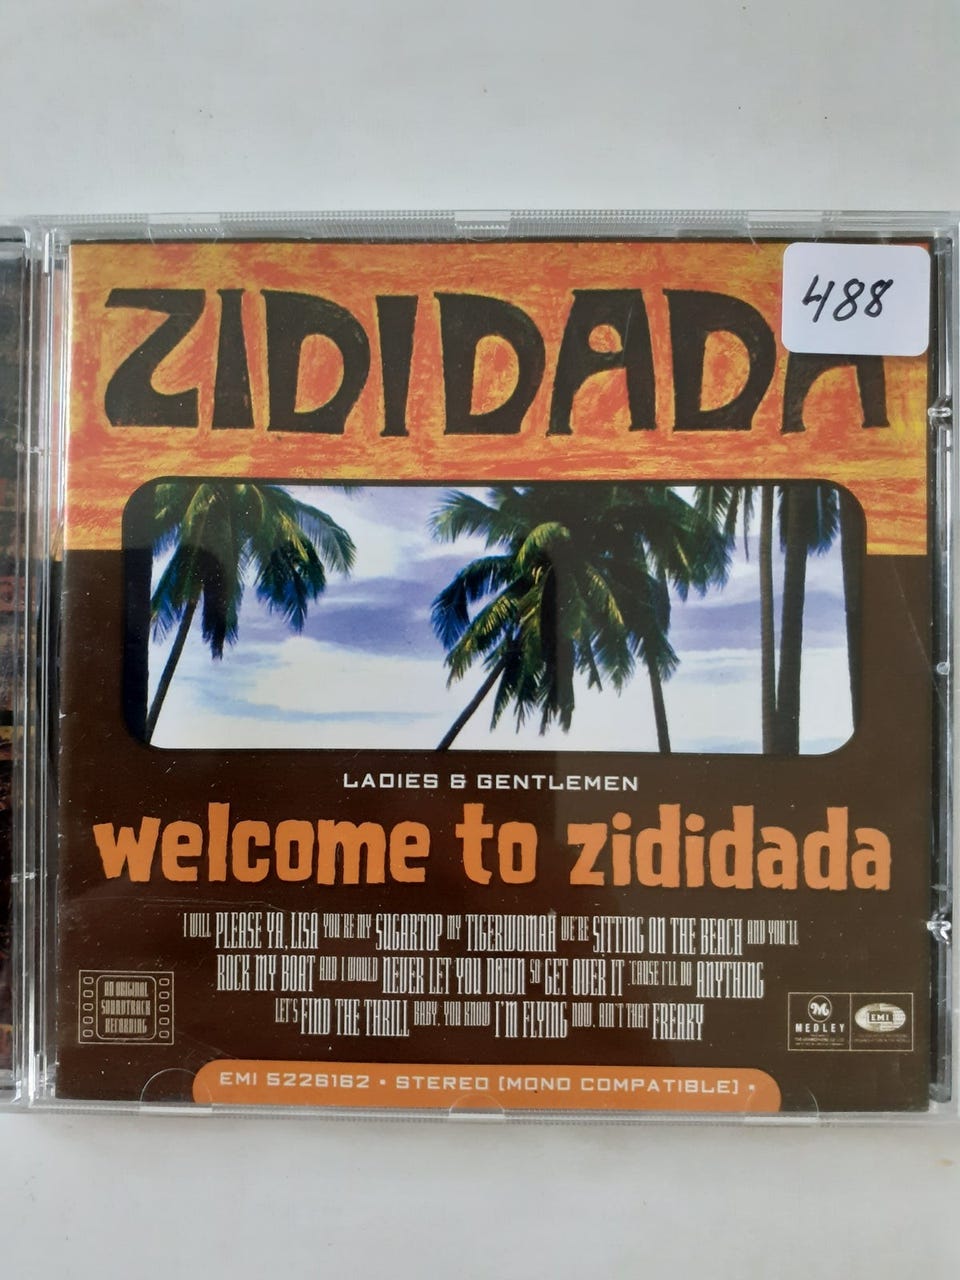 488
ZIDIDADA
LADIES & GENTLEMEN
welcome to zididada
I WILL PLEASE YA, LISA YOU'RE MY SUGARTOP MY TIGERWOMAN WE'RE SITTING ON THE BEACH AND YOU'LL
ROCK MY BOAT AND I WOULD NEVER LET YOU DOWN SO GET OVER IT 'CAUSE I'LL DO ANYTHING
LET'S FIND THE THRILL BABY, YOU KNOW I'M FLYING NOW, AIN'T THAT FREAKY
AN ORIGINAL
SOUNDTRACK
RECORDING
MEDLEY
EMI
EMI 5226162 • STEREO [MONO COMPATIBLE] •